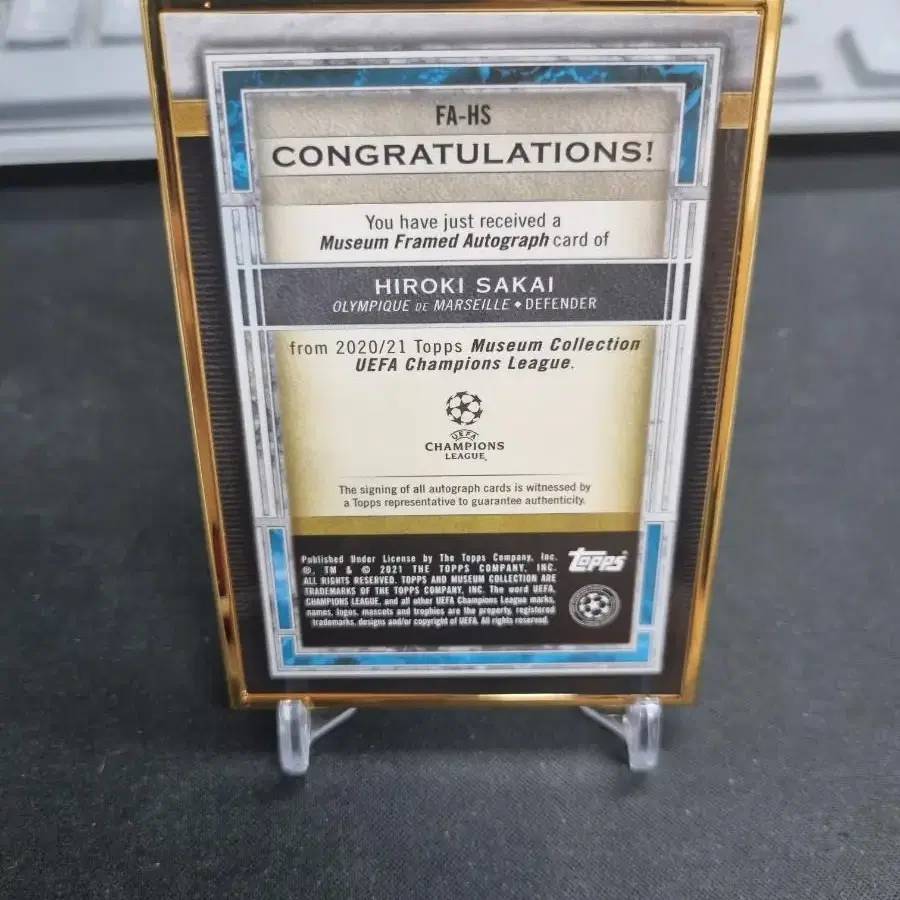 FA-HS
CONGRATULATIONS!
You have just received a
Museum Framed Autograph card of
HIROKI SAKAI
OLYMPIQUE DE MARSEILLE • DEFENDER
from 2020/21 Topps Museum Collection
UEFA Champions League.
UEFA
CHAMPIONS
LEAGUE
The signing of all autograph cards is witnessed by
a Topps representative to guarantee authenticity.
Published Under License by The Topps Company, Inc.
®, TM & © 2021 THE TOPPS COMPANY, INC.
ALL RIGHTS RESERVED. TOPPS AND MUSEUM COLLECTION ARE
TRADEMARKS OF THE TOPPS COMPANY, INC. The word UEFA,
CHAMPIONS LEAGUE, and all other UEFA Champions League marks,
names, logos, mascots and trophies are the property, registered
trademarks, designs and/or copyright of UEFA. All rights reserved.
Topps